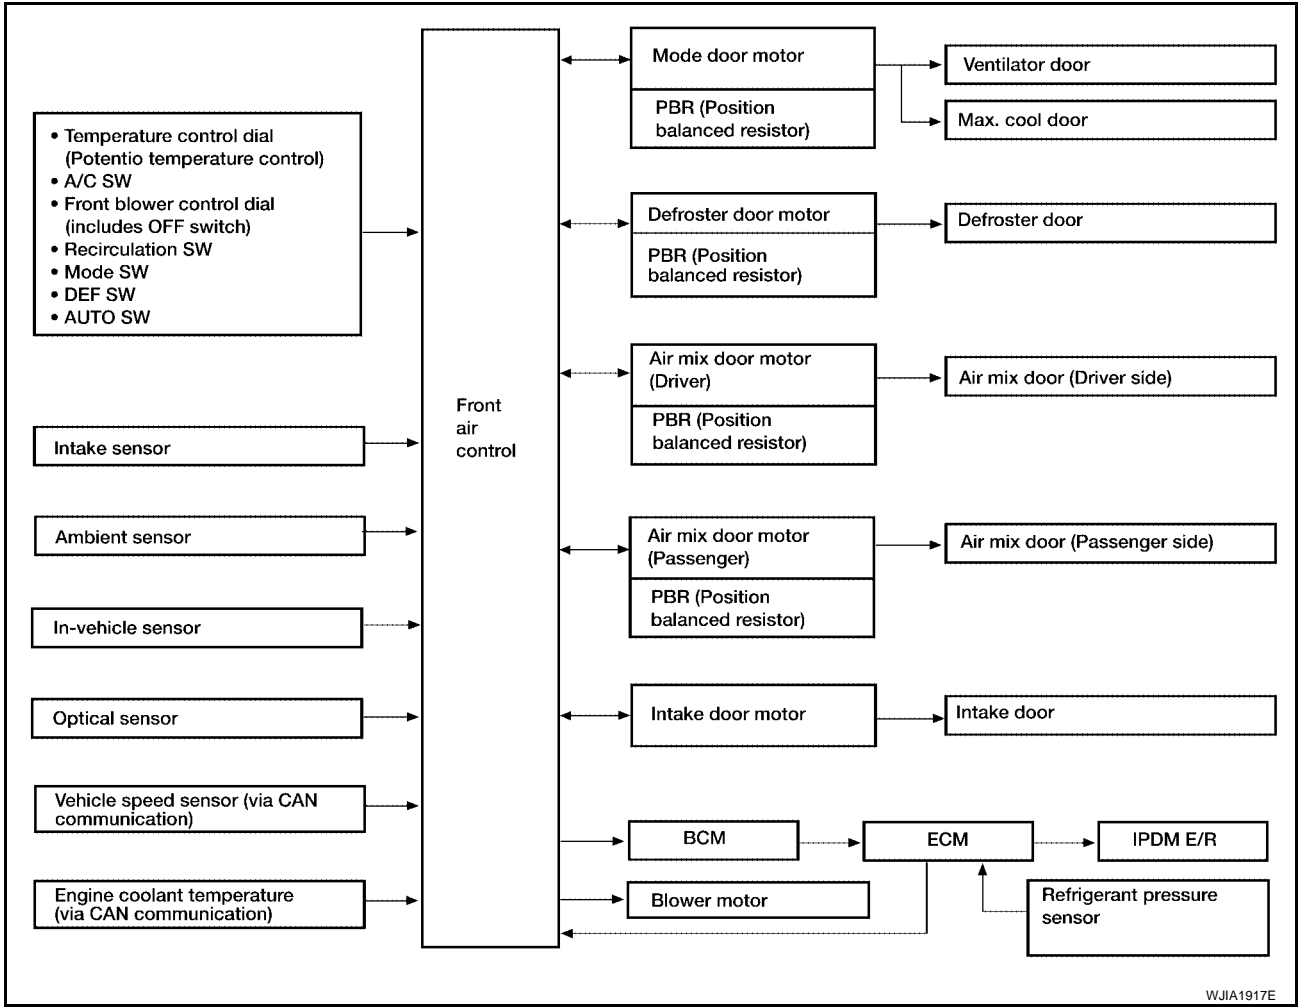 • Temperature control dial
(Potentio temperature control)
• A/C SW
• Front blower control dial
(includes OFF switch)
• Recirculation SW
• Mode SW
• DEF SW
• AUTO SW
Intake sensor
Ambient sensor
In-vehicle sensor
Optical sensor
Vehicle speed sensor (via CAN
communication)
Engine coolant temperature
(via CAN communication)
Front
air
control
Mode door motor
PBR (Position
balanced resistor)
Ventilator door
Max. cool door
Defroster door motor
PBR (Position
balanced resistor)
Defroster door
Air mix door motor
(Driver)
PBR (Position
balanced resistor)
Air mix door (Driver side)
Air mix door motor
(Passenger)
PBR (Position
balanced resistor)
Air mix door (Passenger side)
Intake door motor
Intake door
BCM
ECM
IPDM E/R
Blower motor
Refrigerant pressure
sensor
WJIA1917E